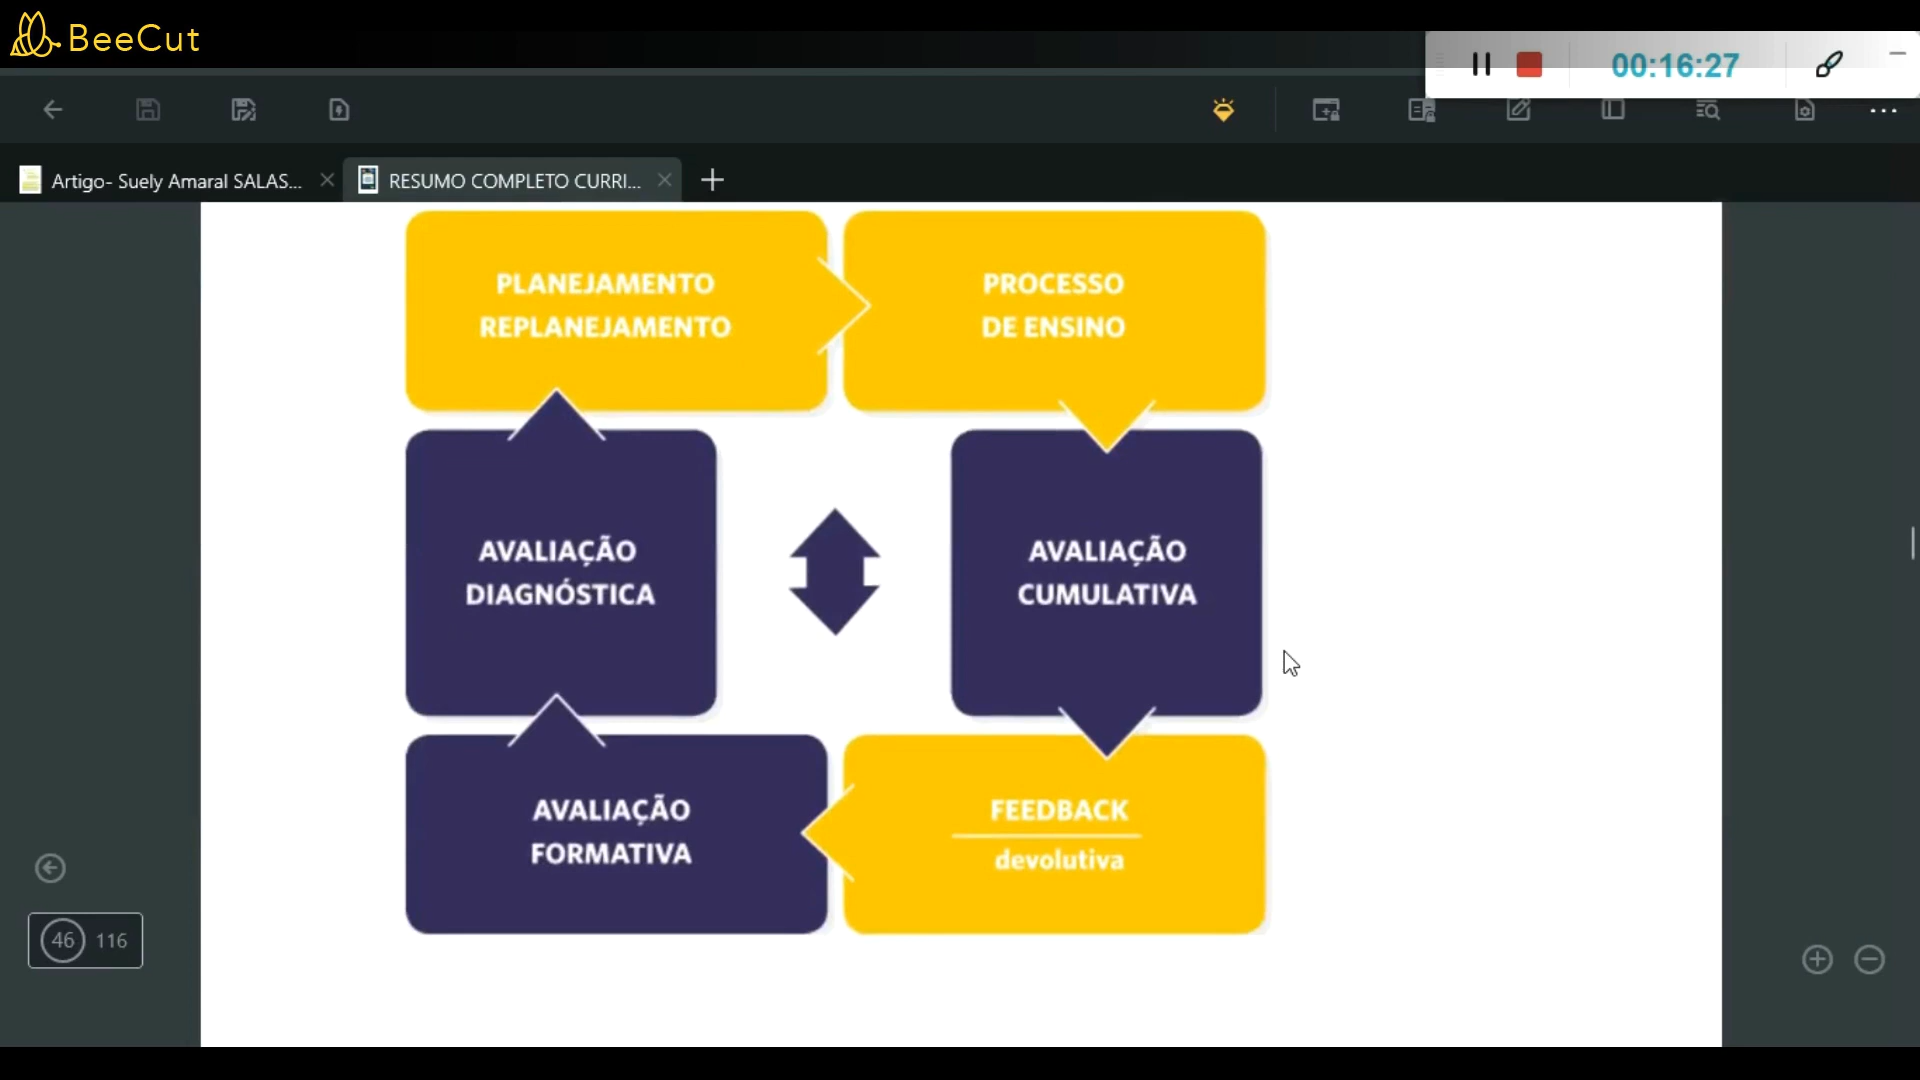 BeeCut
00:16:27
Artigo- Suely Amaral SALAS...
RESUMO COMPLETO CURRI...
PLANEJAMENTO
REPLANEJAMENTO
PROCESSO
DE ENSINO
AVALIAÇÃO
DIAGNÓSTICA
AVALIAÇÃO
CUMULATIVA
AVALIAÇÃO
FORMATIVA
FEEDBACK
devolutiva
46 116